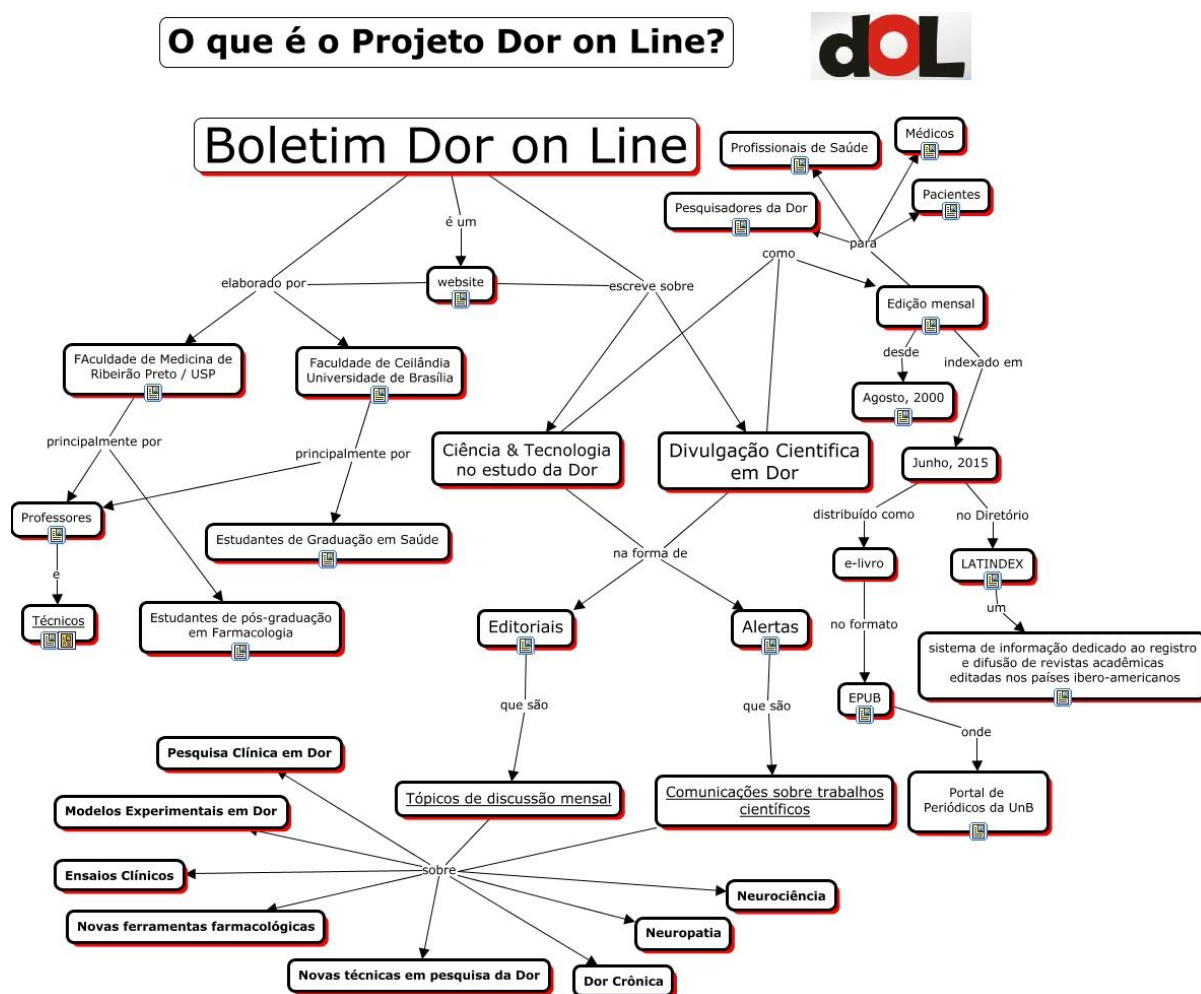 O que é o Projeto Dor on Line?
dOL
Boletim Dor on Line
Profissionais de Saúde
Médicos
Pesquisadores da Dor
Pacientes
é um
para
como
elaborado por
website
escreve sobre
Edição mensal
FAculdade de Medicina de
Ribeirão Preto / USP
Faculdade de Ceilândia
Universidade de Brasília
desde
indexado em
Agosto, 2000
principalmente por
principalmente por
Ciência & Tecnologia
no estudo da Dor
Divulgação Cientifica
em Dor
Junho, 2015
Professores
Estudantes de Graduação em Saúde
distribuído como
no Diretório
na forma de
e-livro
LATINDEX
e
um
Técnicos
Estudantes de pós-graduação
em Farmacologia
Editoriais
Alertas
no formato
sistema de informação dedicado ao registro
e difusão de revistas acadêmicas
editadas nos países ibero-americanos
EPUB
que são
que são
onde
Pesquisa Clínica em Dor
Tópicos de discussão mensal
Comunicações sobre trabalhos
científicos
Portal de
Periódicos da UnB
Modelos Experimentais em Dor
sobre
Ensaios Clínicos
Neurociência
Novas ferramentas farmacológicas
Neuropatia
Novas técnicas em pesquisa da Dor
Dor Crônica